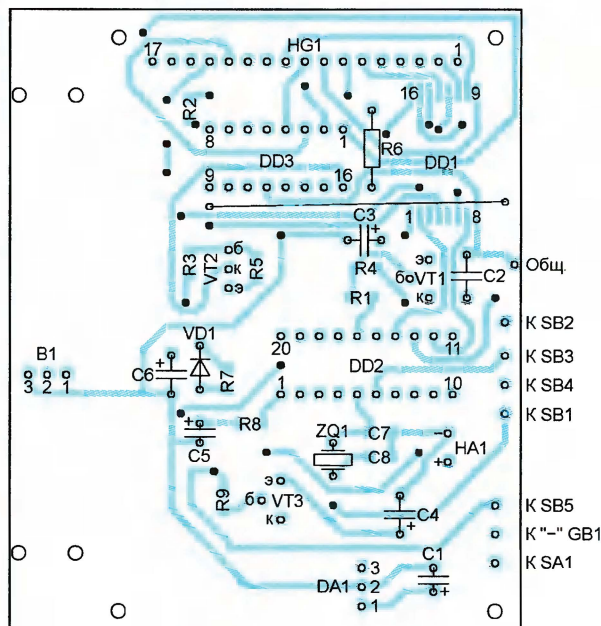 17 HG1 1
R2 16 9
8 1 R6
9 DD3 16 DD1
C3 1 8
R3 VT2 б R5 э
к R4 б VT1 C2 Общ.
э R1 к
К SB2
VD1 20 11
B1 DD2 К SB3
3 2 1 C6 R7 1 10 К SB4
К SB1
R8 ZQ1 C7 − HA1
C5 C8 +
э
R9 б VT3 К SB5
к C4 К "−" GB1
C1 К SA1
3
DA1 2
1